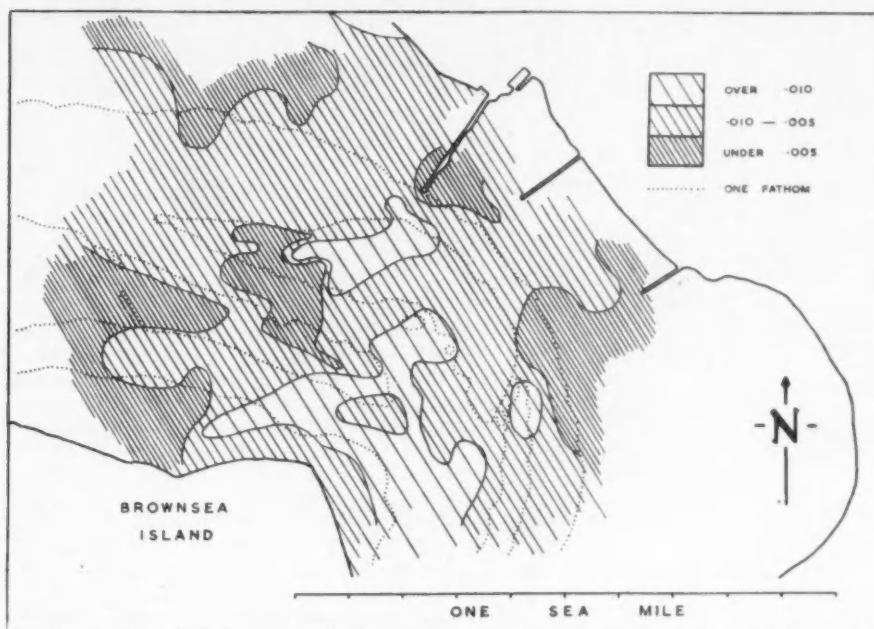 OVER ·010
·010 — ·005
UNDER ·005
ONE FATHOM
N
BROWNSEA
ISLAND
ONE SEA MILE